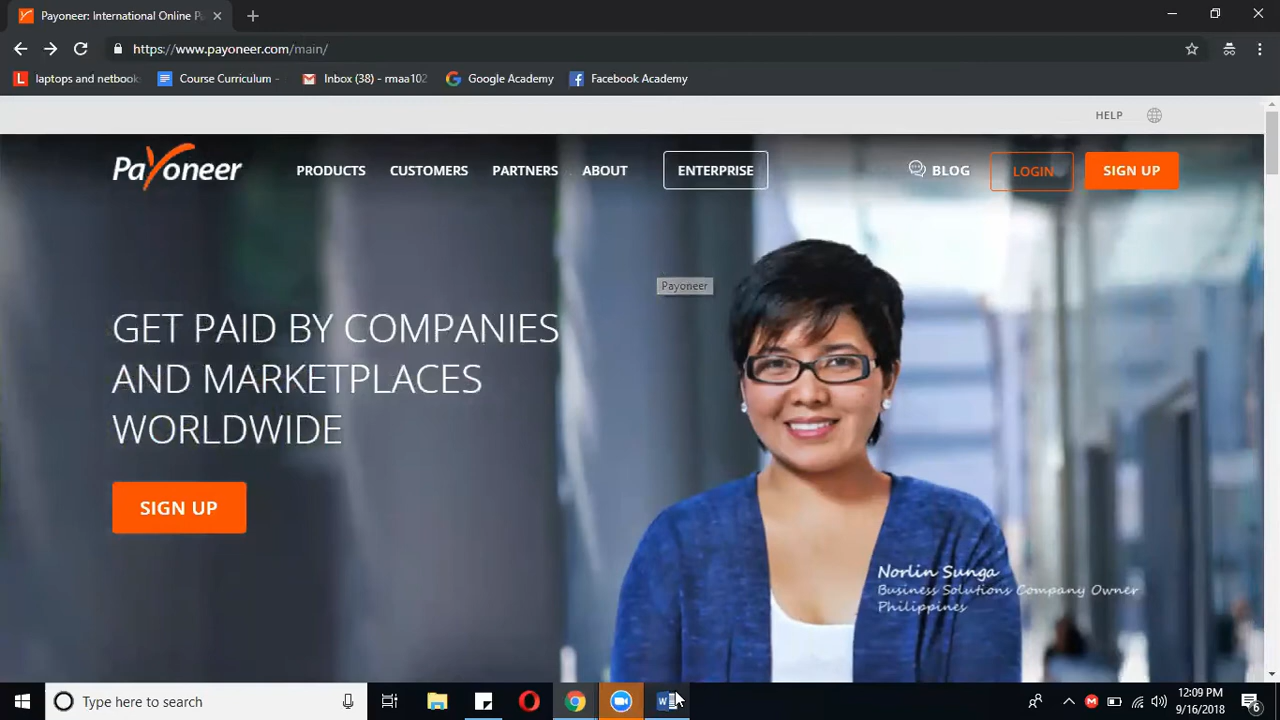 Payoneer: International Online P
https://www.payoneer.com/main/
laptops and netbook
Course Curriculum -
Inbox (38) - rmaa102
Google Academy
Facebook Academy
HELP
Payoneer
PRODUCTS
CUSTOMERS
PARTNERS
ABOUT
ENTERPRISE
BLOG
LOGIN
SIGN UP
Payoneer
GET PAID BY COMPANIES
AND MARKETPLACES
WORLDWIDE
SIGN UP
Norlin Sunga
Business Solutions Company Owner
Philippines
Type here to search
12:09 PM
9/16/2018
6